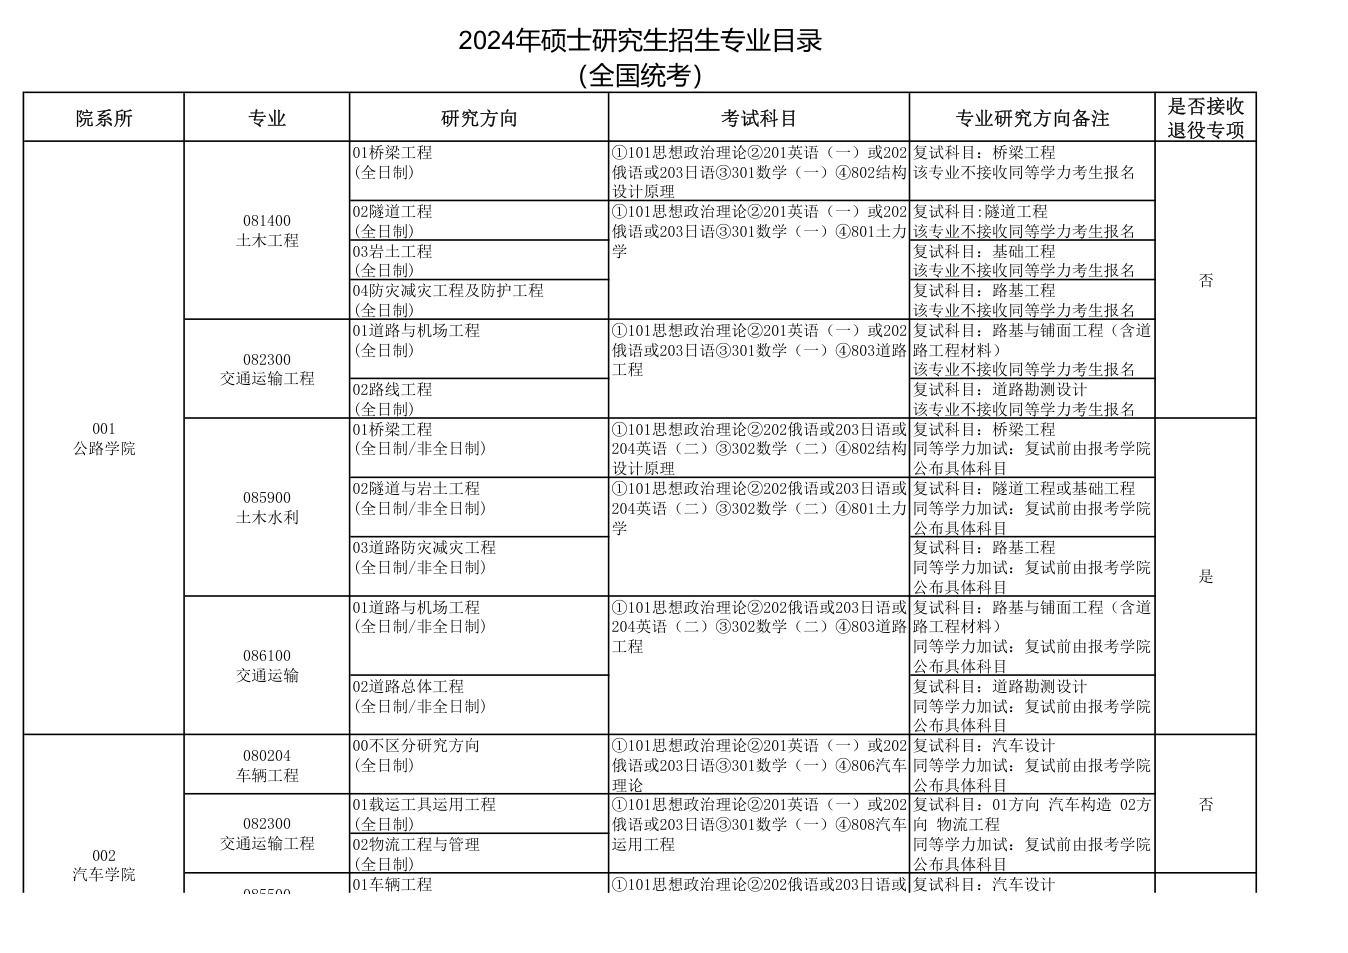 2024年硕士研究生招生专业目录
（全国统考）
院系所
专业
研究方向
考试科目
专业研究方向备注
是否接收
退役专项
001
公路学院
081400
土木工程
01桥梁工程
(全日制)
①101思想政治理论②201英语（一）或202
俄语或203日语③301数学（一）④802结构
设计原理
复试科目：桥梁工程
该专业不接收同等学力考生报名
否
02隧道工程
(全日制)
①101思想政治理论②201英语（一）或202
俄语或203日语③301数学（一）④801土力
学
复试科目:隧道工程
该专业不接收同等学力考生报名
03岩土工程
(全日制)
复试科目：基础工程
该专业不接收同等学力考生报名
04防灾减灾工程及防护工程
(全日制)
复试科目：路基工程
该专业不接收同等学力考生报名
082300
交通运输工程
01道路与机场工程
(全日制)
①101思想政治理论②201英语（一）或202
俄语或203日语③301数学（一）④803道路
工程
复试科目：路基与铺面工程（含道
路工程材料）
该专业不接收同等学力考生报名
02路线工程
(全日制)
复试科目：道路勘测设计
该专业不接收同等学力考生报名
085900
土木水利
01桥梁工程
(全日制/非全日制)
①101思想政治理论②202俄语或203日语或
204英语（二）③302数学（二）④802结构
设计原理
复试科目：桥梁工程
同等学力加试：复试前由报考学院
公布具体科目
是
02隧道与岩土工程
(全日制/非全日制)
①101思想政治理论②202俄语或203日语或
204英语（二）③302数学（二）④801土力
学
复试科目：隧道工程或基础工程
同等学力加试：复试前由报考学院
公布具体科目
03道路防灾减灾工程
(全日制/非全日制)
复试科目：路基工程
同等学力加试：复试前由报考学院
公布具体科目
086100
交通运输
01道路与机场工程
(全日制/非全日制)
①101思想政治理论②202俄语或203日语或
204英语（二）③302数学（二）④803道路
工程
复试科目：路基与铺面工程（含道
路工程材料）
同等学力加试：复试前由报考学院
公布具体科目
02道路总体工程
(全日制/非全日制)
复试科目：道路勘测设计
同等学力加试：复试前由报考学院
公布具体科目
002
汽车学院
080204
车辆工程
00不区分研究方向
(全日制)
①101思想政治理论②201英语（一）或202
俄语或203日语③301数学（一）④806汽车
理论
复试科目：汽车设计
同等学力加试：复试前由报考学院
公布具体科目
否
082300
交通运输工程
01载运工具运用工程
(全日制)
①101思想政治理论②201英语（一）或202
俄语或203日语③301数学（一）④808汽车
运用工程
复试科目：01方向 汽车构造 02方
向 物流工程
同等学力加试：复试前由报考学院
公布具体科目
02物流工程与管理
(全日制)
01车辆工程
①101思想政治理论②202俄语或203日语或
复试科目：汽车设计